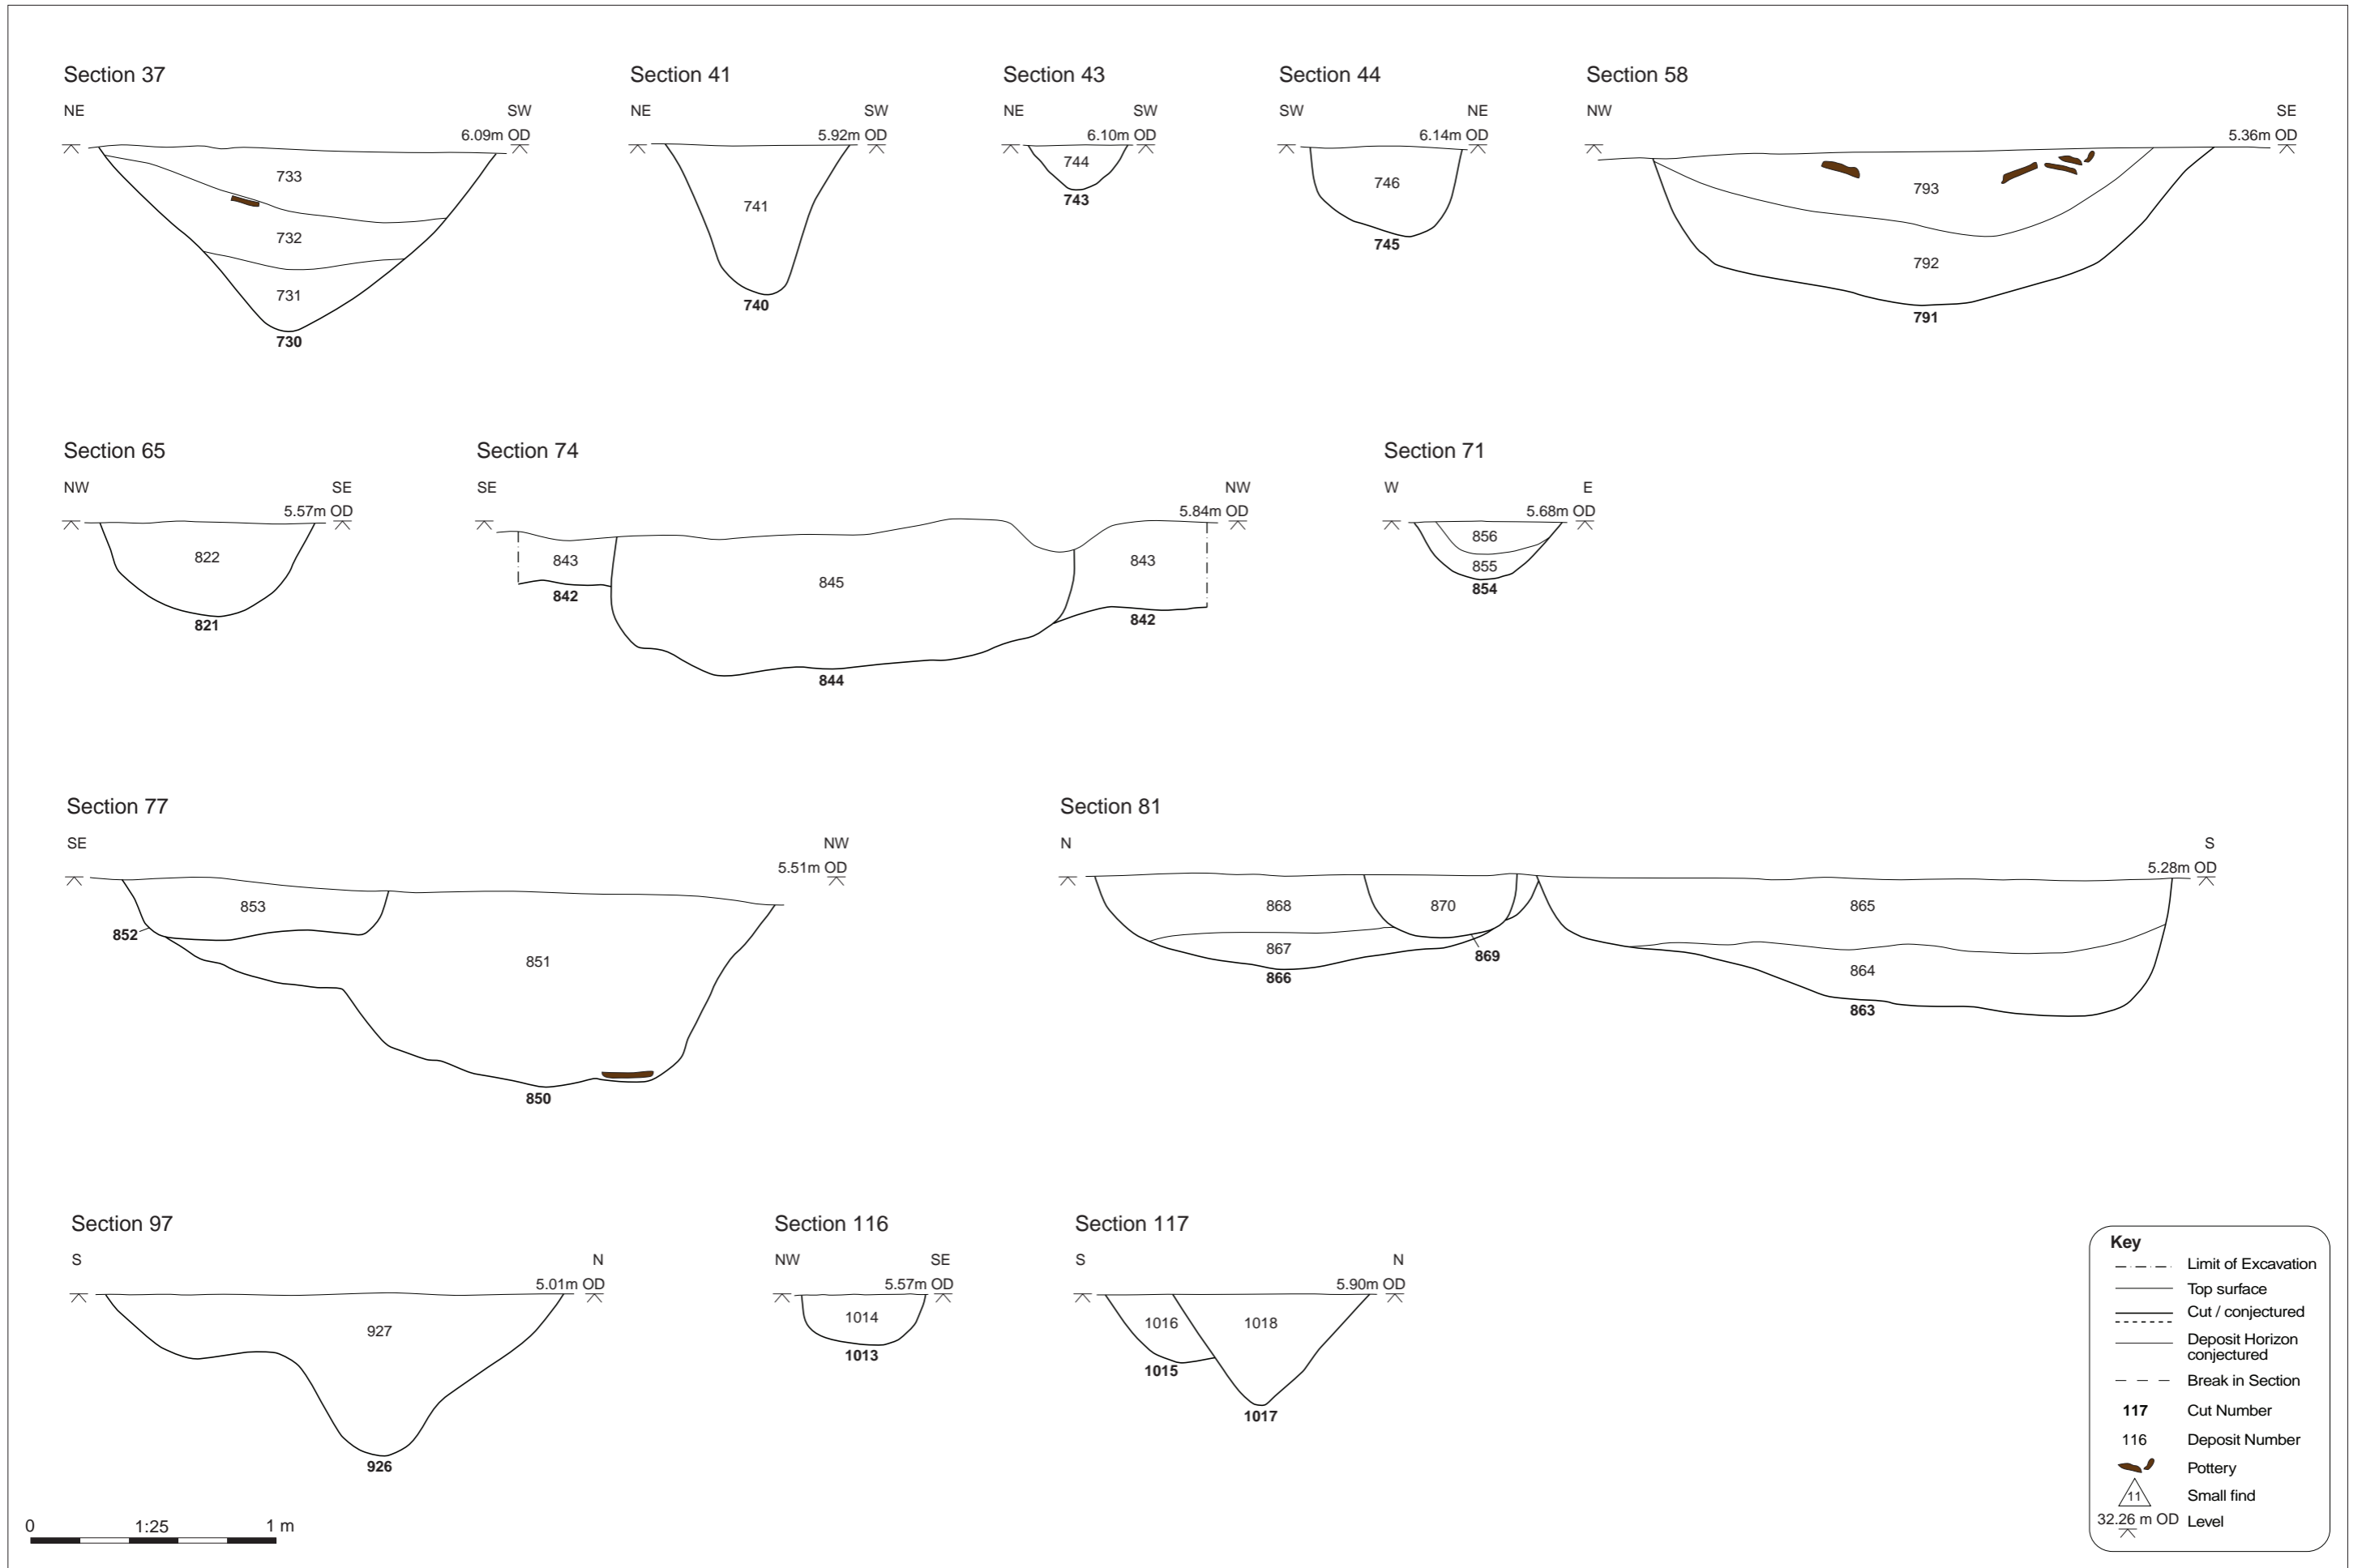 Section 37
NE
SW
6.09m OD
733
732
731
730
Section 41
NE
SW
5.92m OD
741
740
Section 43
NE
SW
6.10m OD
744
743
Section 44
SW
NE
6.14m OD
746
745
Section 58
NW
SE
5.36m OD
793
792
791
Section 65
NW
SE
5.57m OD
822
821
Section 74
SE
NW
5.84m OD
843
842
845
844
843
842
Section 71
W
E
5.68m OD
856
855
854
Section 77
SE
NW
5.51m OD
853
852
851
850
Section 81
N
S
5.28m OD
868
870
865
867
869
866
864
863
Section 97
S
N
5.01m OD
927
926
Section 116
NW
SE
5.57m OD
1014
1013
Section 117
S
N
5.90m OD
1016
1018
1015
1017
Key
Limit of Excavation
Top surface
Cut / conjectured
Deposit Horizon
conjectured
Break in Section
117 Cut Number
116 Deposit Number
Pottery
11 Small find
32.26 m OD Level
0 1:25 1 m